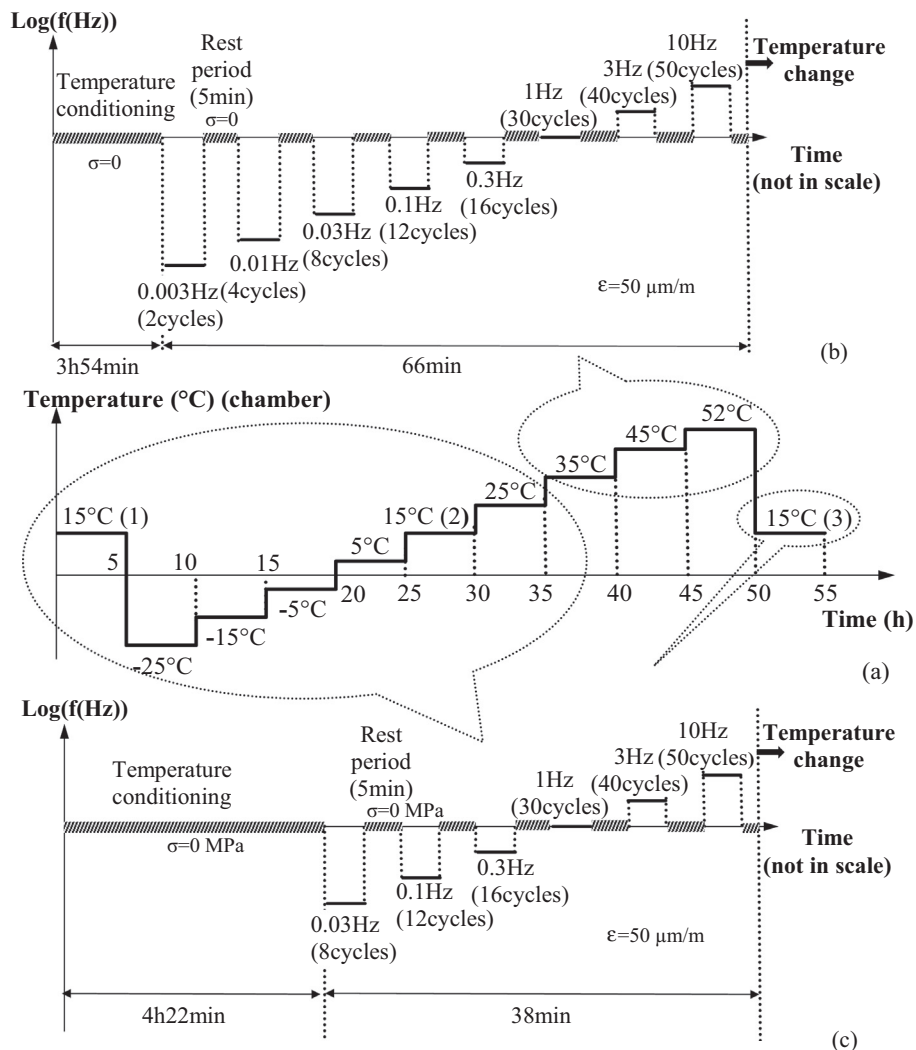 Log(f(Hz))
Rest
period
(5min)
σ=0
Temperature
conditioning
σ=0
1Hz
(30cycles)
3Hz
(40cycles)
10Hz
(50cycles)
Temperature
change
Time
(not in scale)
0.003Hz
(2cycles)
0.01Hz
(4cycles)
0.03Hz
(8cycles)
0.1Hz
(12cycles)
0.3Hz
(16cycles)
ε=50 μm/m
3h54min
66min
(b)
Temperature (°C) (chamber)
15°C (1)
-25°C
-15°C
-5°C
5°C
15°C (2)
25°C
35°C
45°C
52°C
15°C (3)
5
10
15
20
25
30
35
40
45
50
55
Time (h)
(a)
Log(f(Hz))
Temperature
conditioning
σ=0 MPa
Rest
period
(5min)
σ=0 MPa
1Hz
(30cycles)
3Hz
(40cycles)
10Hz
(50cycles)
Temperature
change
Time
(not in scale)
0.03Hz
(8cycles)
0.1Hz
(12cycles)
0.3Hz
(16cycles)
ε=50 μm/m
4h22min
38min
(c)